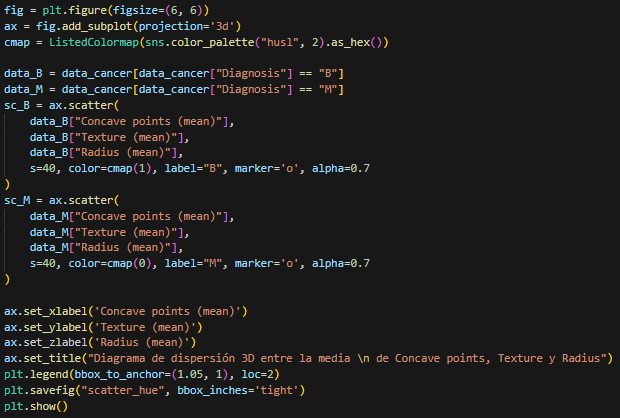 fig = plt.figure(figsize=(6, 6))
ax = fig.add_subplot(projection='3d')
cmap = ListedColormap(sns.color_palette("husl", 2).as_hex())

data_B = data_cancer[data_cancer["Diagnosis"] == "B"]
data_M = data_cancer[data_cancer["Diagnosis"] == "M"]
sc_B = ax.scatter(
    data_B["Concave points (mean)"],
    data_B["Texture (mean)"],
    data_B["Radius (mean)"],
    s=40, color=cmap(1), label="B", marker='o', alpha=0.7
)
sc_M = ax.scatter(
    data_M["Concave points (mean)"],
    data_M["Texture (mean)"],
    data_M["Radius (mean)"],
    s=40, color=cmap(0), label="M", marker='o', alpha=0.7
)

ax.set_xlabel('Concave points (mean)')
ax.set_ylabel('Texture (mean)')
ax.set_zlabel('Radius (mean)')
ax.set_title("Diagrama de dispersión 3D entre la media \n de Concave points, Texture y Radius")
plt.legend(bbox_to_anchor=(1.05, 1), loc=2)
plt.savefig("scatter_hue", bbox_inches='tight')
plt.show()